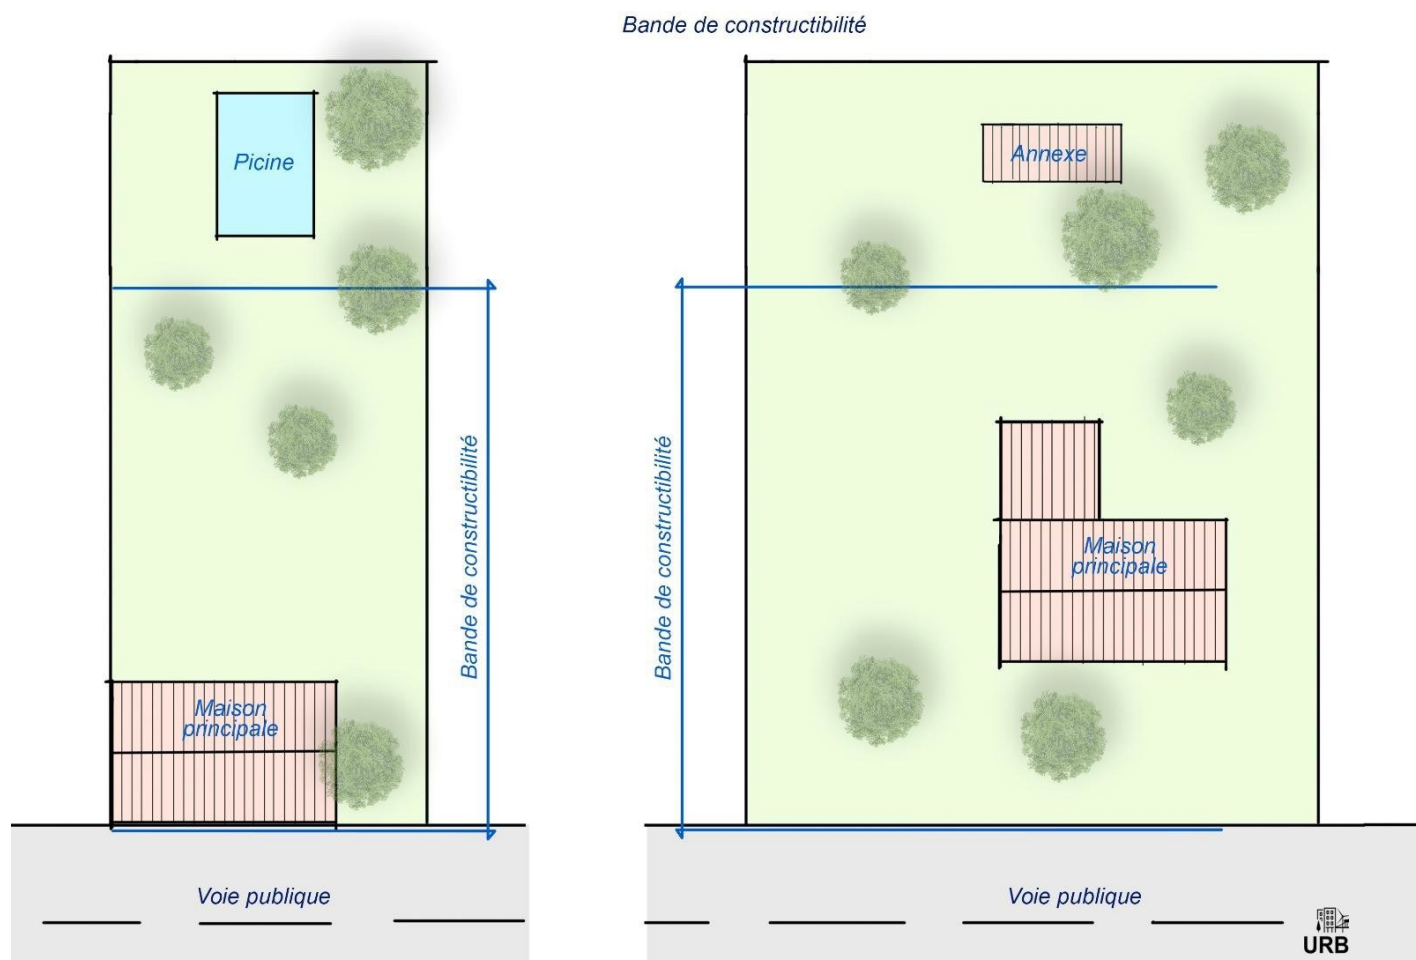 Bande de constructibilité
Picine
Annexe
Bande de constructibilité
Bande de constructibilité
Maison
principale
Maison
principale
Voie publique
Voie publique
URB